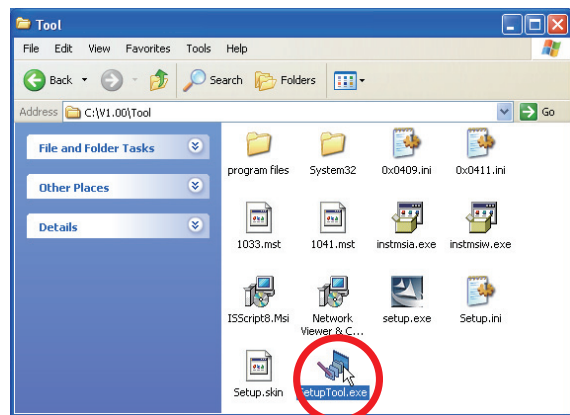 Tool
File Edit View Favorites Tools Help
Back Search Folders
Address C:\V1.00\Tool Go
File and Folder Tasks
Other Places
Details
program files System32 0x0409.ini 0x0411.ini
1033.mst 1041.mst instmsia.exe instmsiw.exe
ISScript8.Msi Network Viewer & C... setup.exe Setup.ini
Setup.skin SetupTool.exe